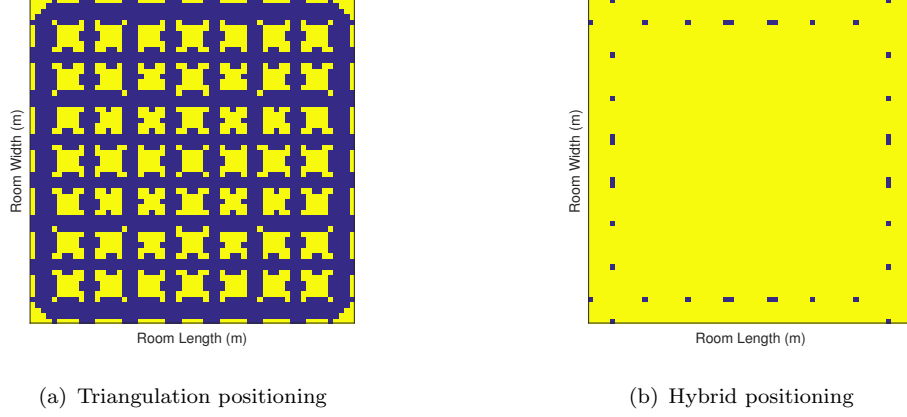 Room Width (m)
Room Length (m)
(a) Triangulation positioning
Room Width (m)
Room Length (m)
(b) Hybrid positioning